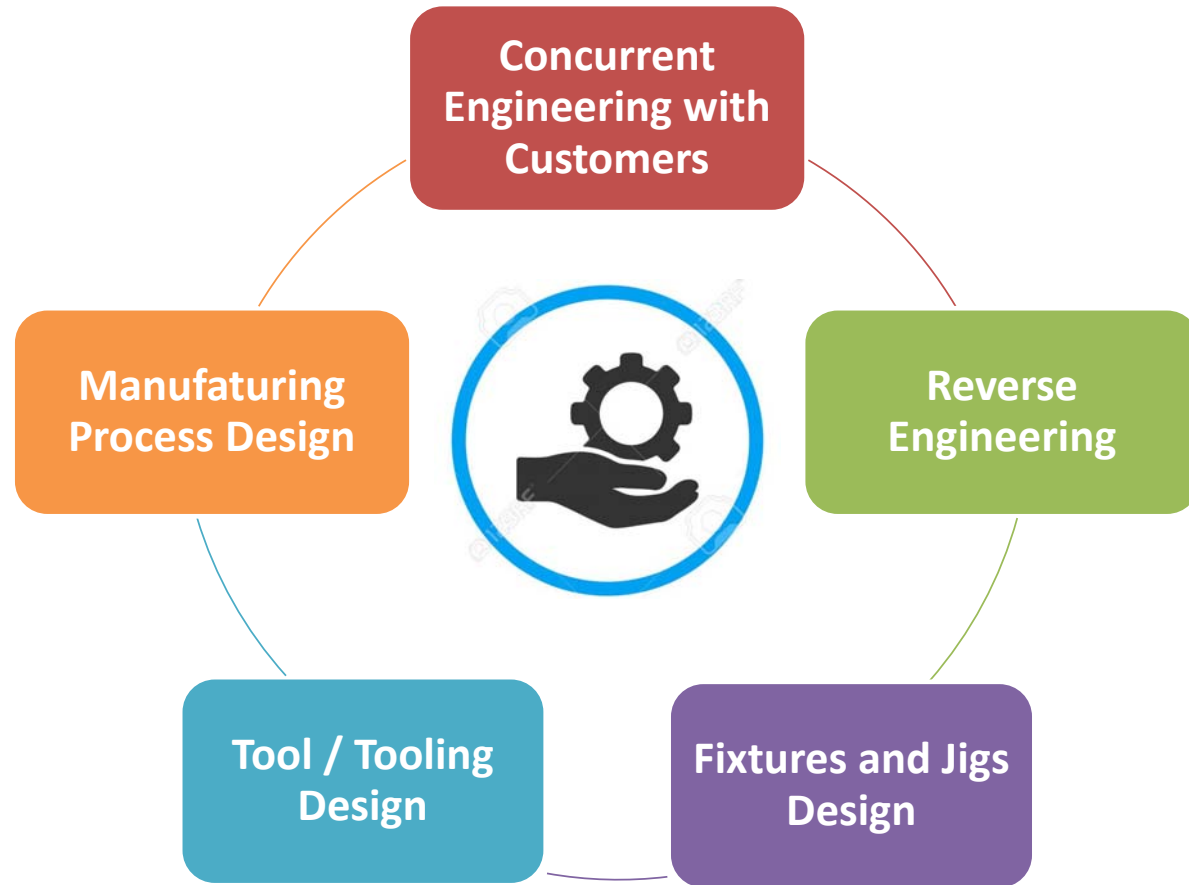 Concurrent
Engineering with
Customers
Manufaturing
Process Design
Reverse
Engineering
Tool / Tooling
Design
Fixtures and Jigs
Design